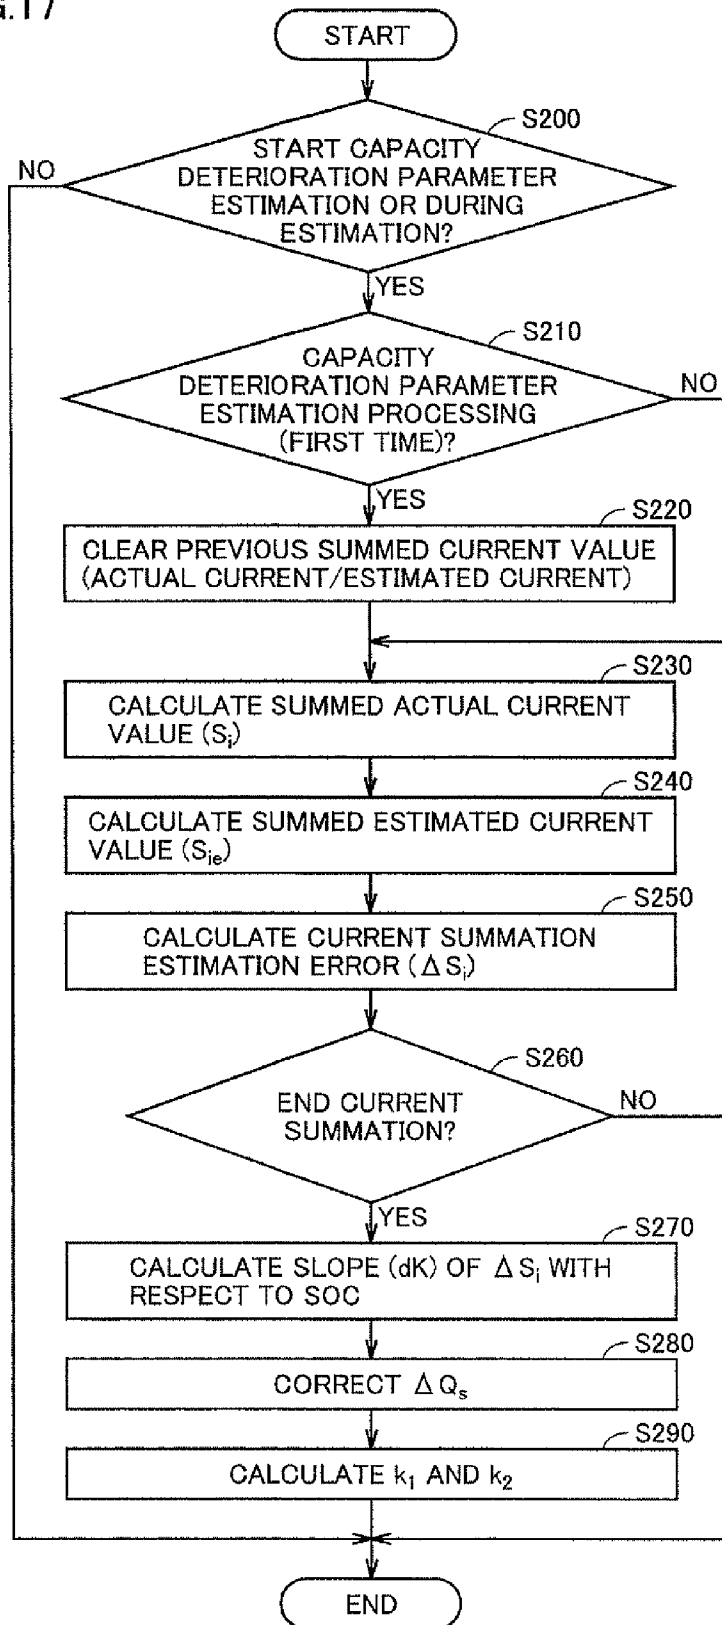 G.17
START
S200
NO
START CAPACITY
DETERIORATION PARAMETER
ESTIMATION OR DURING
ESTIMATION?
YES
S210
CAPACITY
DETERIORATION PARAMETER
ESTIMATION PROCESSING
(FIRST TIME)?
NO
YES
S220
CLEAR PREVIOUS SUMMED CURRENT VALUE
(ACTUAL CURRENT/ESTIMATED CURRENT)
S230
CALCULATE SUMMED ACTUAL CURRENT
VALUE (Si)
S240
CALCULATE SUMMED ESTIMATED CURRENT
VALUE (Sie)
S250
CALCULATE CURRENT SUMMATION
ESTIMATION ERROR (ΔSi)
S260
END CURRENT
SUMMATION?
NO
YES
S270
CALCULATE SLOPE (dK) OF ΔSi WITH
RESPECT TO SOC
S280
CORRECT ΔQs
S290
CALCULATE k1 AND k2
END